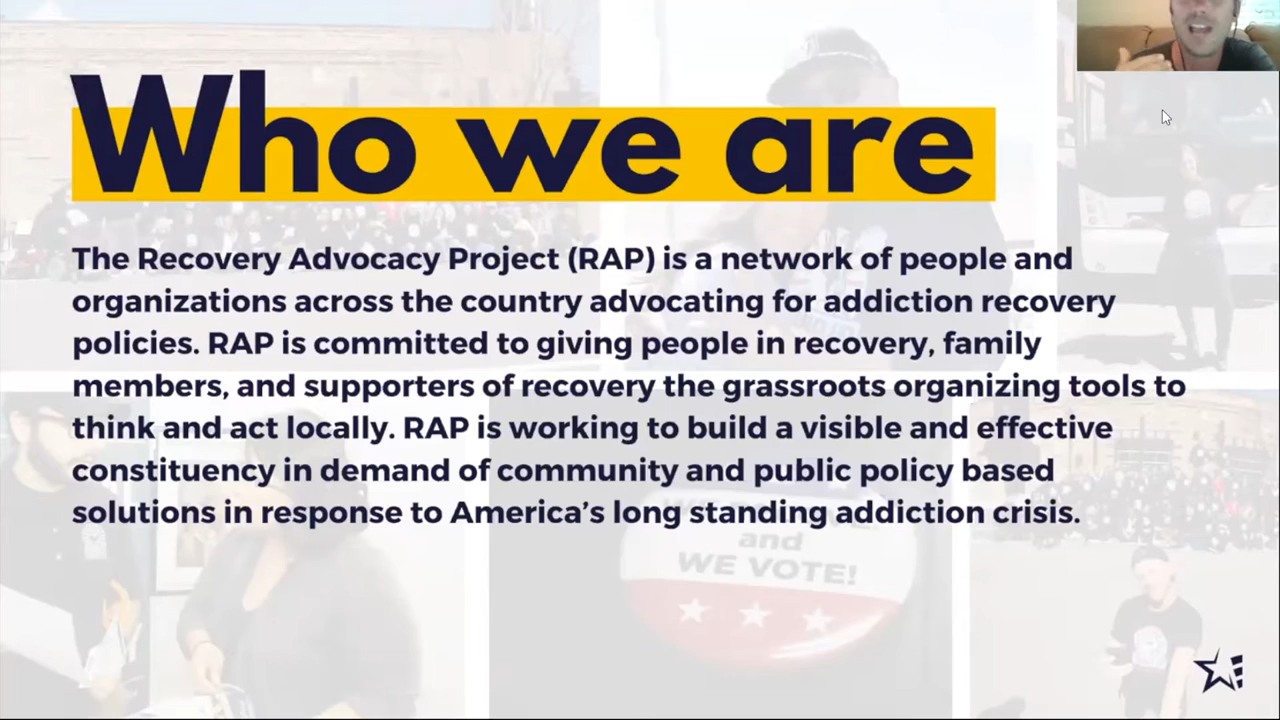 Who we are
The Recovery Advocacy Project (RAP) is a network of people and
organizations across the country advocating for addiction recovery
policies. RAP is committed to giving people in recovery, family
members, and supporters of recovery the grassroots organizing tools to
think and act locally. RAP is working to build a visible and effective
constituency in demand of community and public policy based
solutions in response to America’s long standing addiction crisis.
and
WE VOTE!